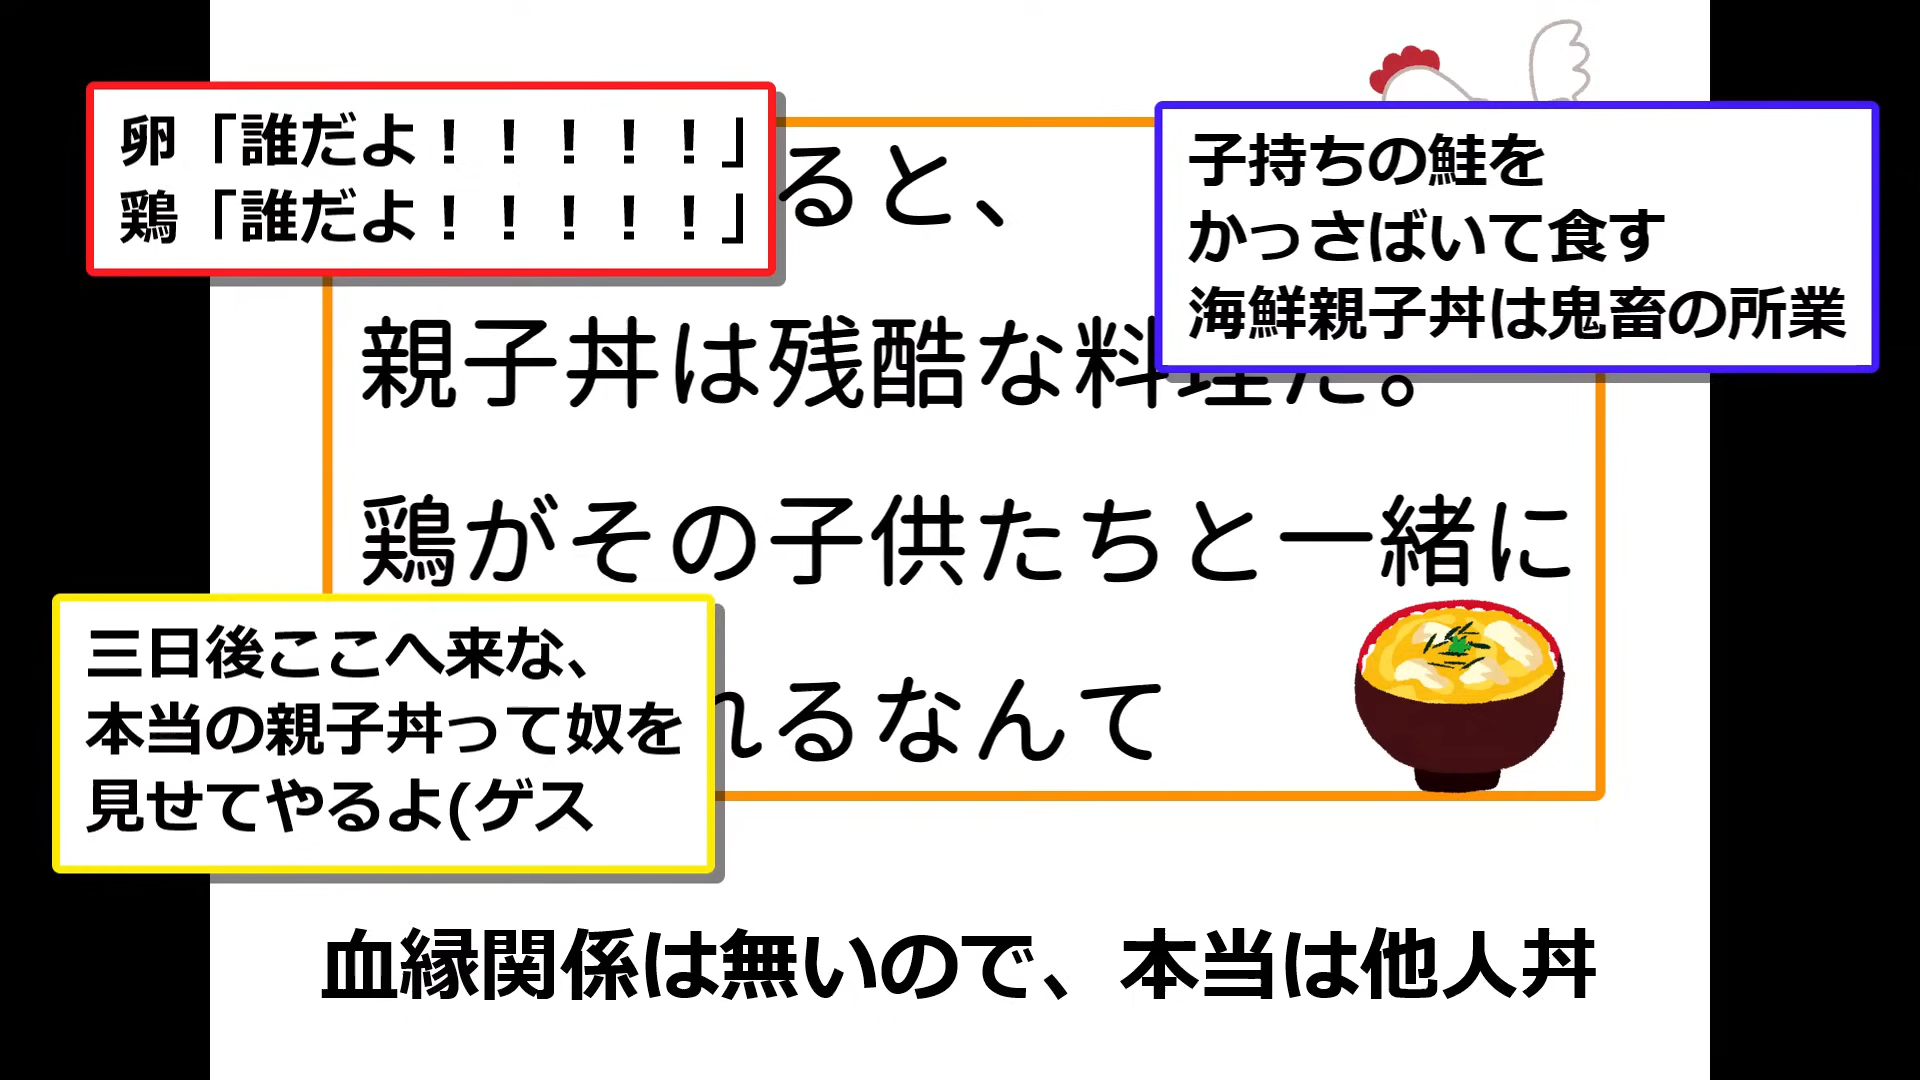 卵「誰だよ！！！！！」
鶏「誰だよ！！！！！」
子持ちの鮭を
かっさばいて食す
海鮮親子丼は鬼畜の所業
ると、
親子丼は残酷な料理だ。
鶏がその子供たちと一緒に
れるなんて
三日後ここへ来な、
本当の親子丼って奴を
見せてやるよ(ゲス
血縁関係は無いので、本当は他人丼